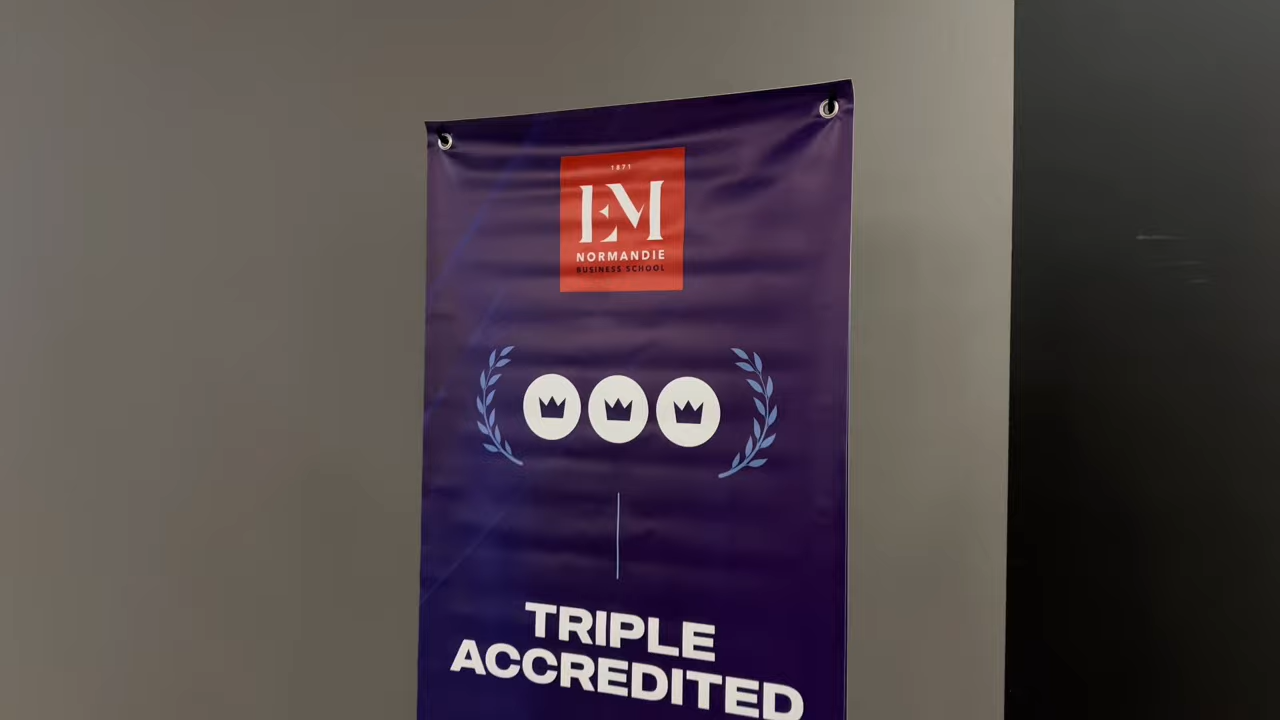 1871
EM
NORMANDIE
BUSINESS SCHOOL
TRIPLE
ACCREDITED